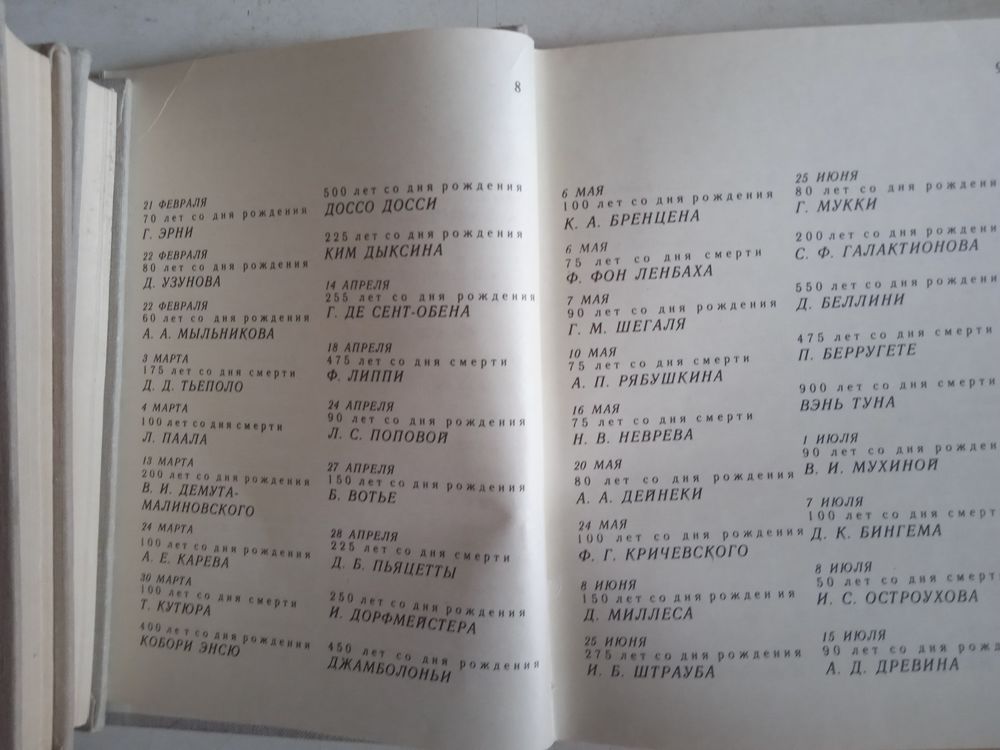 8
21 ФЕВРАЛЯ
70 лет со дня рождения
Г. ЭРНИ
22 ФЕВРАЛЯ
80 лет со дня рождения
Д. УЗУНОВА
22 ФЕВРАЛЯ
60 лет со дня рождения
А. А. МЫЛЬНИКОВА
3 МАРТА
175 лет со дня смерти
Д. Д. ТЬЕПОЛО
4 МАРТА
100 лет со дня смерти
Л. ПААЛА
13 МАРТА
200 лет со дня рождения
В. И. ДЕМУТА-
МАЛИНОВСКОГО
24 МАРТА
100 лет со дня рождения
А. Е. КАРЕВА
30 МАРТА
100 лет со дня смерти
Т. КУТЮРА
400 лет со дня рождения
КОБОРИ ЭНСЮ
500 лет со дня рождения
ДОССО ДОССИ
225 лет со дня рождения
КИМ ДЫКСИНА
14 АПРЕЛЯ
255 лет со дня рождения
Г. ДЕ СЕНТ-ОБЕНА
18 АПРЕЛЯ
475 лет со дня смерти
Ф. ЛИППИ
24 АПРЕЛЯ
90 лет со дня рождения
Л. С. ПОПОВОЙ
27 АПРЕЛЯ
150 лет со дня рождения
Б. ВОТЬЕ
28 АПРЕЛЯ
225 лет со дня смерти
Д. Б. ПЬЯЦЕТТЫ
250 лет со дня рождения
И. ДОРФМЕЙСТЕРА
450 лет со дня рождения
ДЖАМБОЛОНЬИ
6 МАЯ
100 лет со дня рождения
К. А. БРЕНЦЕНА
6 МАЯ
75 лет со дня смерти
Ф. ФОН ЛЕНБАХА
7 МАЯ
90 лет со дня рождения
Г. М. ШЕГАЛЯ
10 МАЯ
75 лет со дня смерти
А. П. РЯБУШКИНА
16 МАЯ
75 лет со дня смерти
Н. В. НЕВРЕВА
20 МАЯ
80 лет со дня рождения
А. А. ДЕЙНЕКИ
24 МАЯ
100 лет со дня рождения
Ф. Г. КРИЧЕВСКОГО
8 ИЮНЯ
150 лет со дня рождения
Д. МИЛЛЕСА
25 ИЮНЯ
275 лет со дня рождения
И. Б. ШТРАУБА
25 ИЮНЯ
80 лет со дня рождени
Г. МУККИ
200 лет со дня рождени
С. Ф. ГАЛАКТИОНОВА
550 лет со дня рождени
Д. БЕЛЛИНИ
475 лет со дня смерти
П. БЕРРУГЕТЕ
900 лет со дня смерти
ВЭНЬ ТУНА
1 ИЮЛЯ
90 лет со дня рожден
В. И. МУХИНОЙ
7 ИЮЛЯ
100 лет со дня смерт
Д. К. БИНГЕМА
8 ИЮЛЯ
50 лет со дня смерт
И. С. ОСТРОУХОВА
15 ИЮЛЯ
90 лет со дня рожд
А. Д. ДРЕВИНА